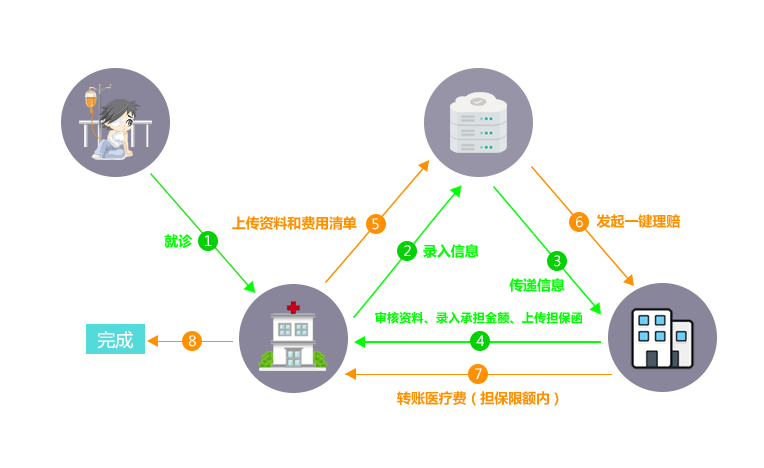 上传资料和费用清单 5
6 发起一键理赔
就诊 1
2 录入信息
3
传递信息
审核资料、录入承担金额、上传担保函
4
完成
8
7
转账医疗费（担保限额内）